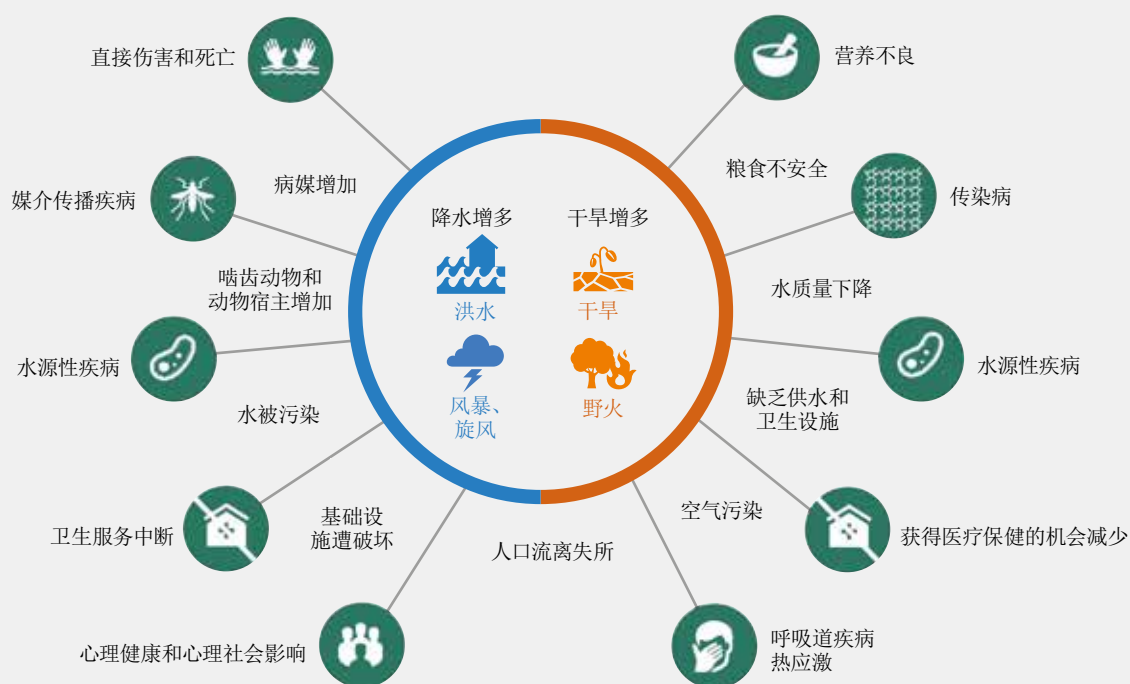 直接伤害和死亡
营养不良
病媒增加
粮食不安全
媒介传播疾病
传染病
降水增多
干旱增多
啮齿动物和
动物宿主增加
水质量下降
洪水
干旱
水源性疾病
水源性疾病
水被污染
缺乏供水和
卫生设施
风暴、
旋风
野火
卫生服务中断
基础设
施遭破坏
人口流离失所
空气污染
获得医疗保健的机会减少
心理健康和心理社会影响
呼吸道疾病
热应激